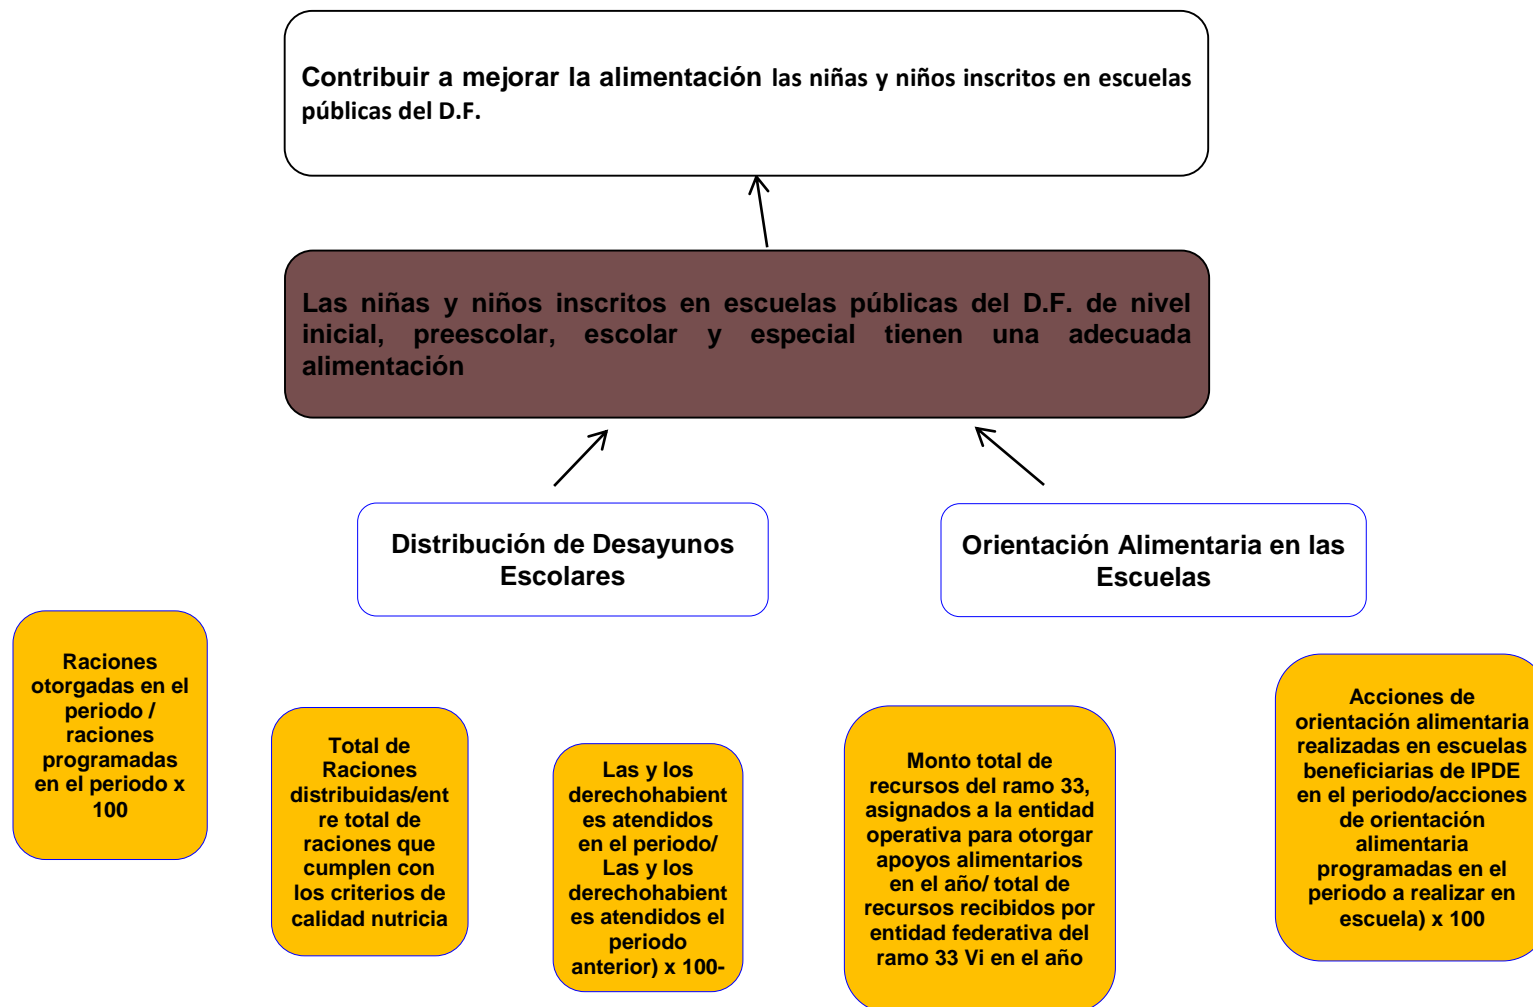 Contribuir a mejorar la alimentación las niñas y niños inscritos en escuelas
públicas del D.F.
Las niñas y niños inscritos en escuelas públicas del D.F. de nivel
inicial, preescolar, escolar y especial tienen una adecuada
alimentación
Distribución de Desayunos
Escolares
Orientación Alimentaria en las
Escuelas
Raciones
otorgadas en el
periodo /
raciones
programadas
en el periodo x
100
Total de
Raciones
distribuidas/ent
re total de
raciones que
cumplen con
los criterios de
calidad nutricia
Las y los
derechohabient
es atendidos
en el periodo/
Las y los
derechohabient
es atendidos el
periodo
anterior) x 100-
Monto total de
recursos del ramo 33,
asignados a la entidad
operativa para otorgar
apoyos alimentarios
en el año/ total de
recursos recibidos por
entidad federativa del
ramo 33 Vi en el año
Acciones de
orientación alimentaria
realizadas en escuelas
beneficiarias de IPDE
en el periodo/acciones
de orientación
alimentaria
programadas en el
periodo a realizar en
escuela) x 100